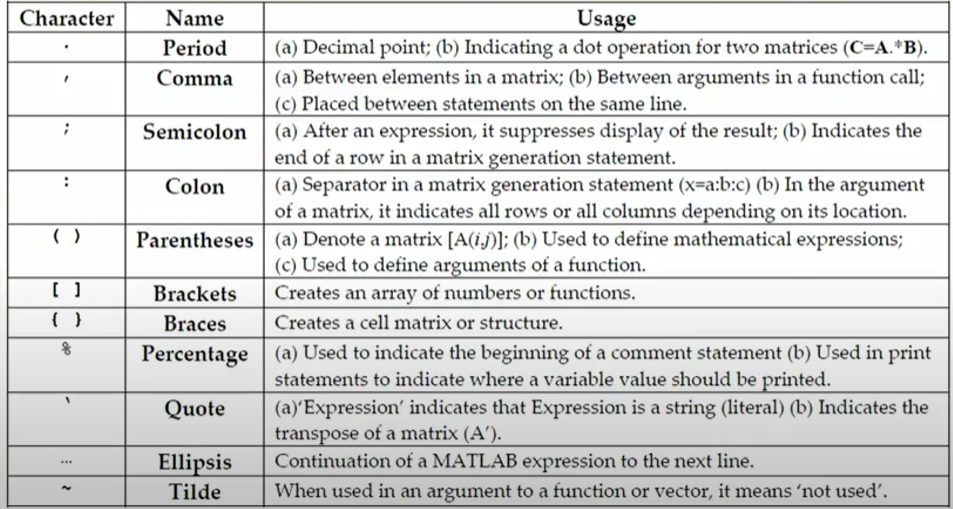 Character Name Usage
. Period (a) Decimal point; (b) Indicating a dot operation for two matrices (C=A.*B).
, Comma (a) Between elements in a matrix; (b) Between arguments in a function call;
(c) Placed between statements on the same line.
; Semicolon (a) After an expression, it suppresses display of the result; (b) Indicates the
end of a row in a matrix generation statement.
: Colon (a) Separator in a matrix generation statement (x=a:b:c) (b) In the argument
of a matrix, it indicates all rows or all columns depending on its location.
( ) Parentheses (a) Denote a matrix [A(i,j)]; (b) Used to define mathematical expressions;
(c) Used to define arguments of a function.
[ ] Brackets Creates an array of numbers or functions.
{ } Braces Creates a cell matrix or structure.
% Percentage (a) Used to indicate the beginning of a comment statement (b) Used in print
statements to indicate where a variable value should be printed.
‵ Quote (a)‘Expression’ indicates that Expression is a string (literal) (b) Indicates the
transpose of a matrix (A’).
... Ellipsis Continuation of a MATLAB expression to the next line.
~ Tilde When used in an argument to a function or vector, it means ‘not used’.